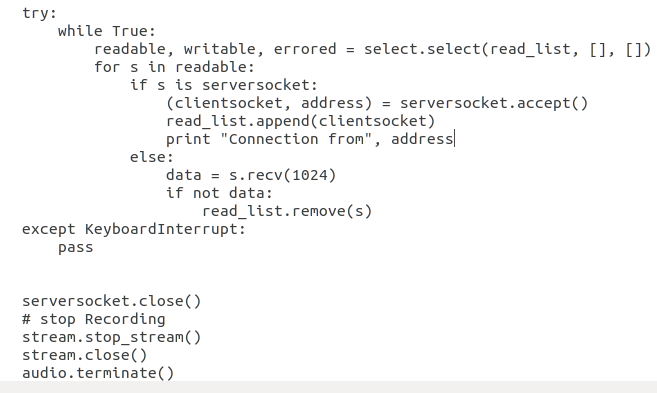 try:
    while True:
        readable, writable, errored = select.select(read_list, [], [])
        for s in readable:
            if s is serversocket:
                (clientsocket, address) = serversocket.accept()
                read_list.append(clientsocket)
                print "Connection from", address
            else:
                data = s.recv(1024)
                if not data:
                    read_list.remove(s)
except KeyboardInterrupt:
    pass


serversocket.close()
# stop Recording
stream.stop_stream()
stream.close()
audio.terminate()